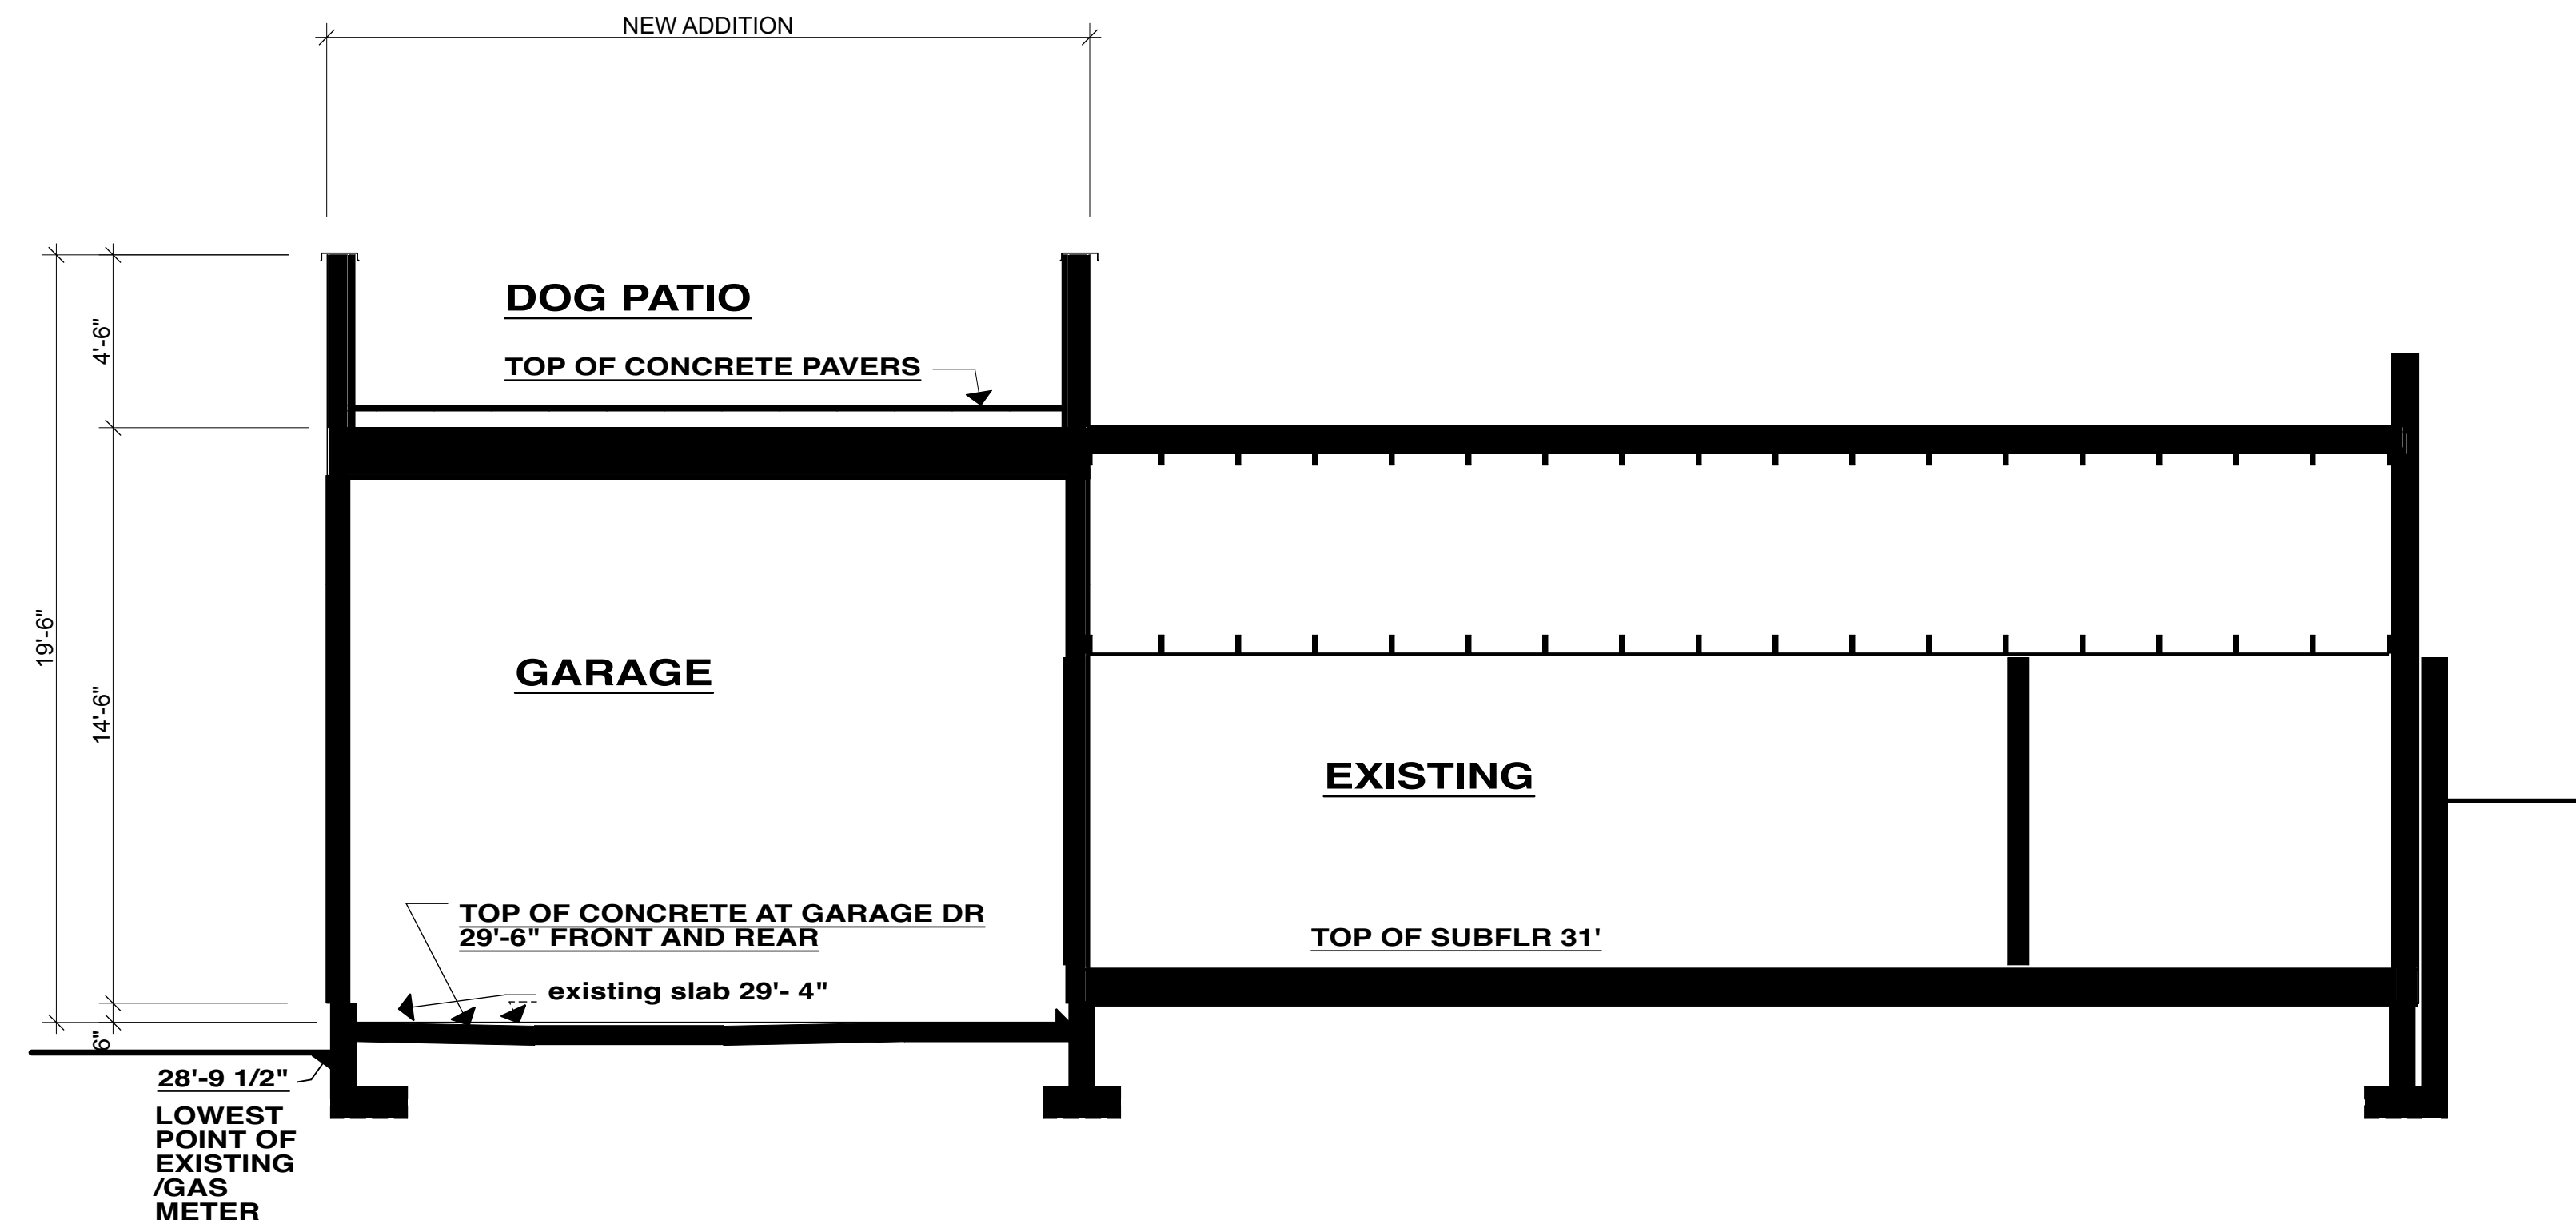 NEW ADDITION
DOG PATIO
TOP OF CONCRETE PAVERS
4'-6"
19'-6"
14'-6"
6"
GARAGE
EXISTING
TOP OF CONCRETE AT GARAGE DR
29'-6" FRONT AND REAR
TOP OF SUBFLR 31'
existing slab 29'- 4"
28'-9 1/2"
LOWEST
POINT OF
EXISTING
/GAS
METER